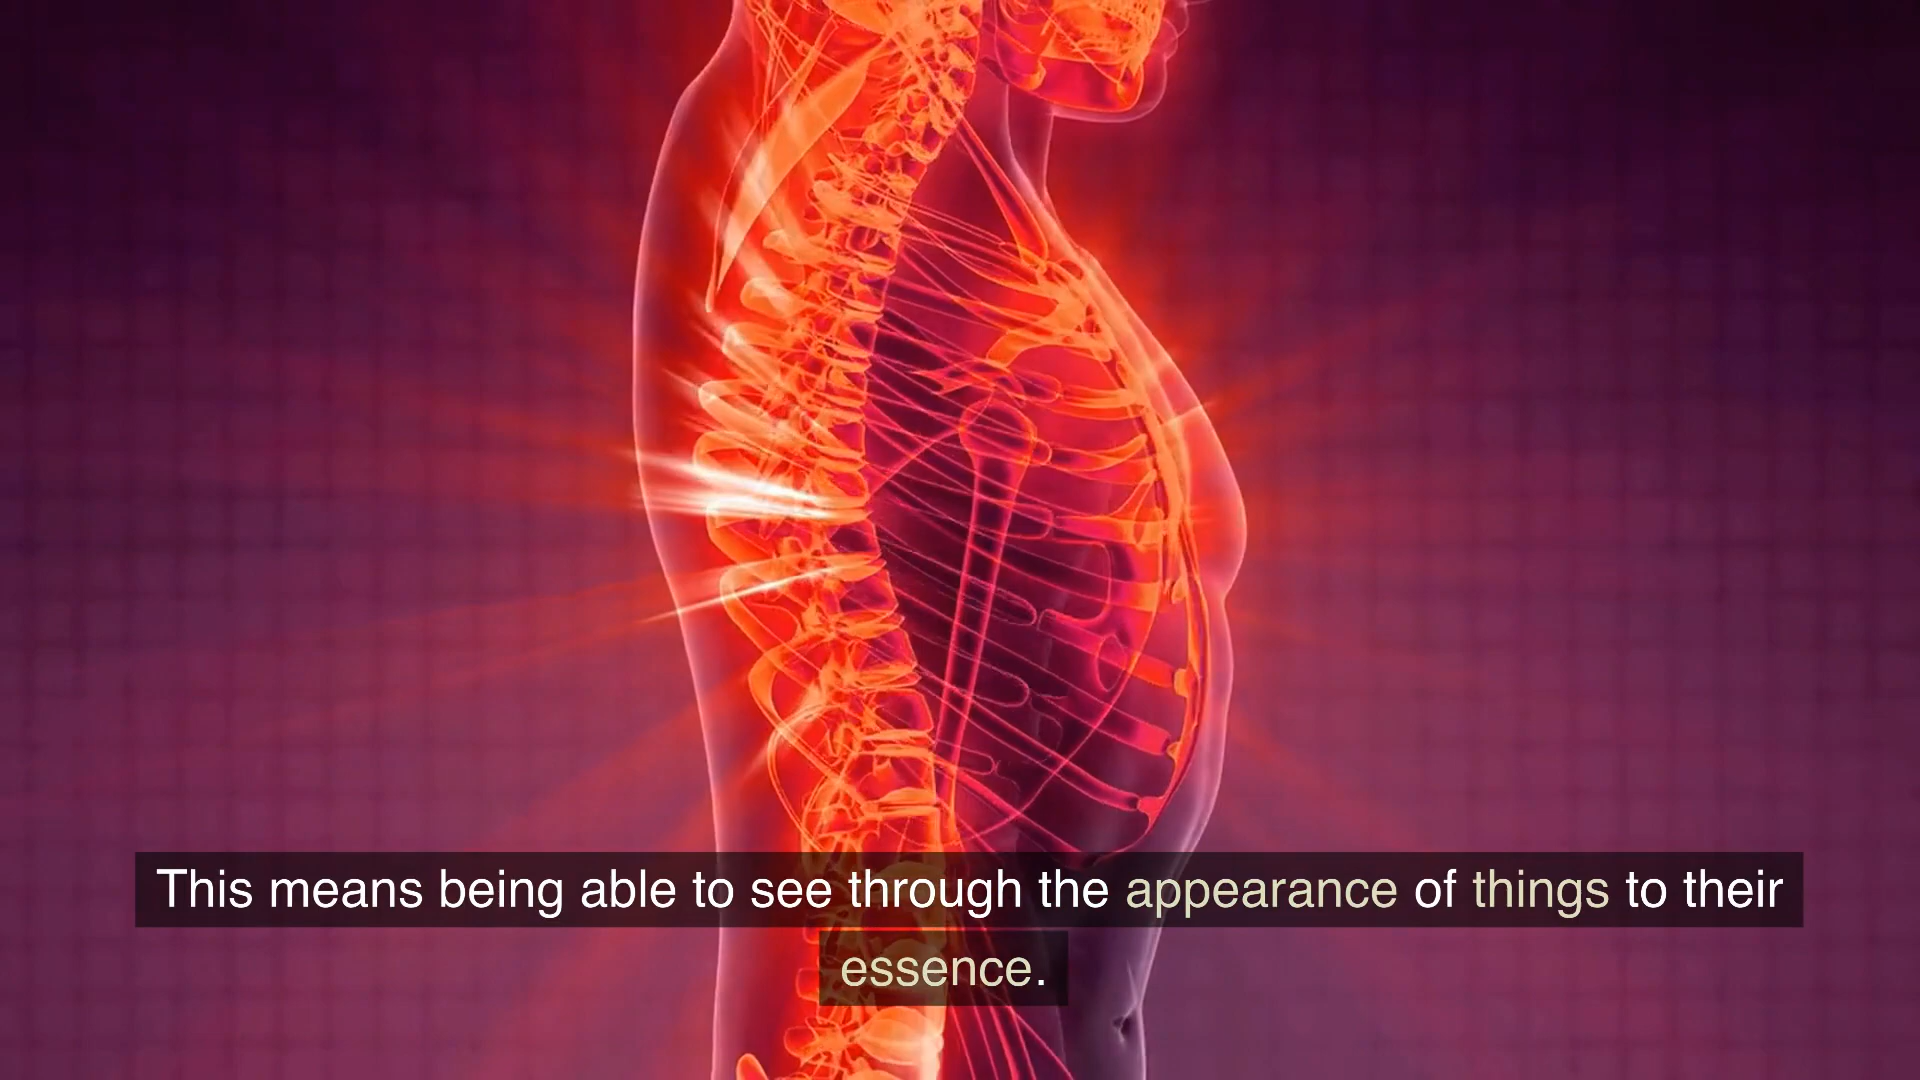 This means being able to see through the appearance of things to their
essence.